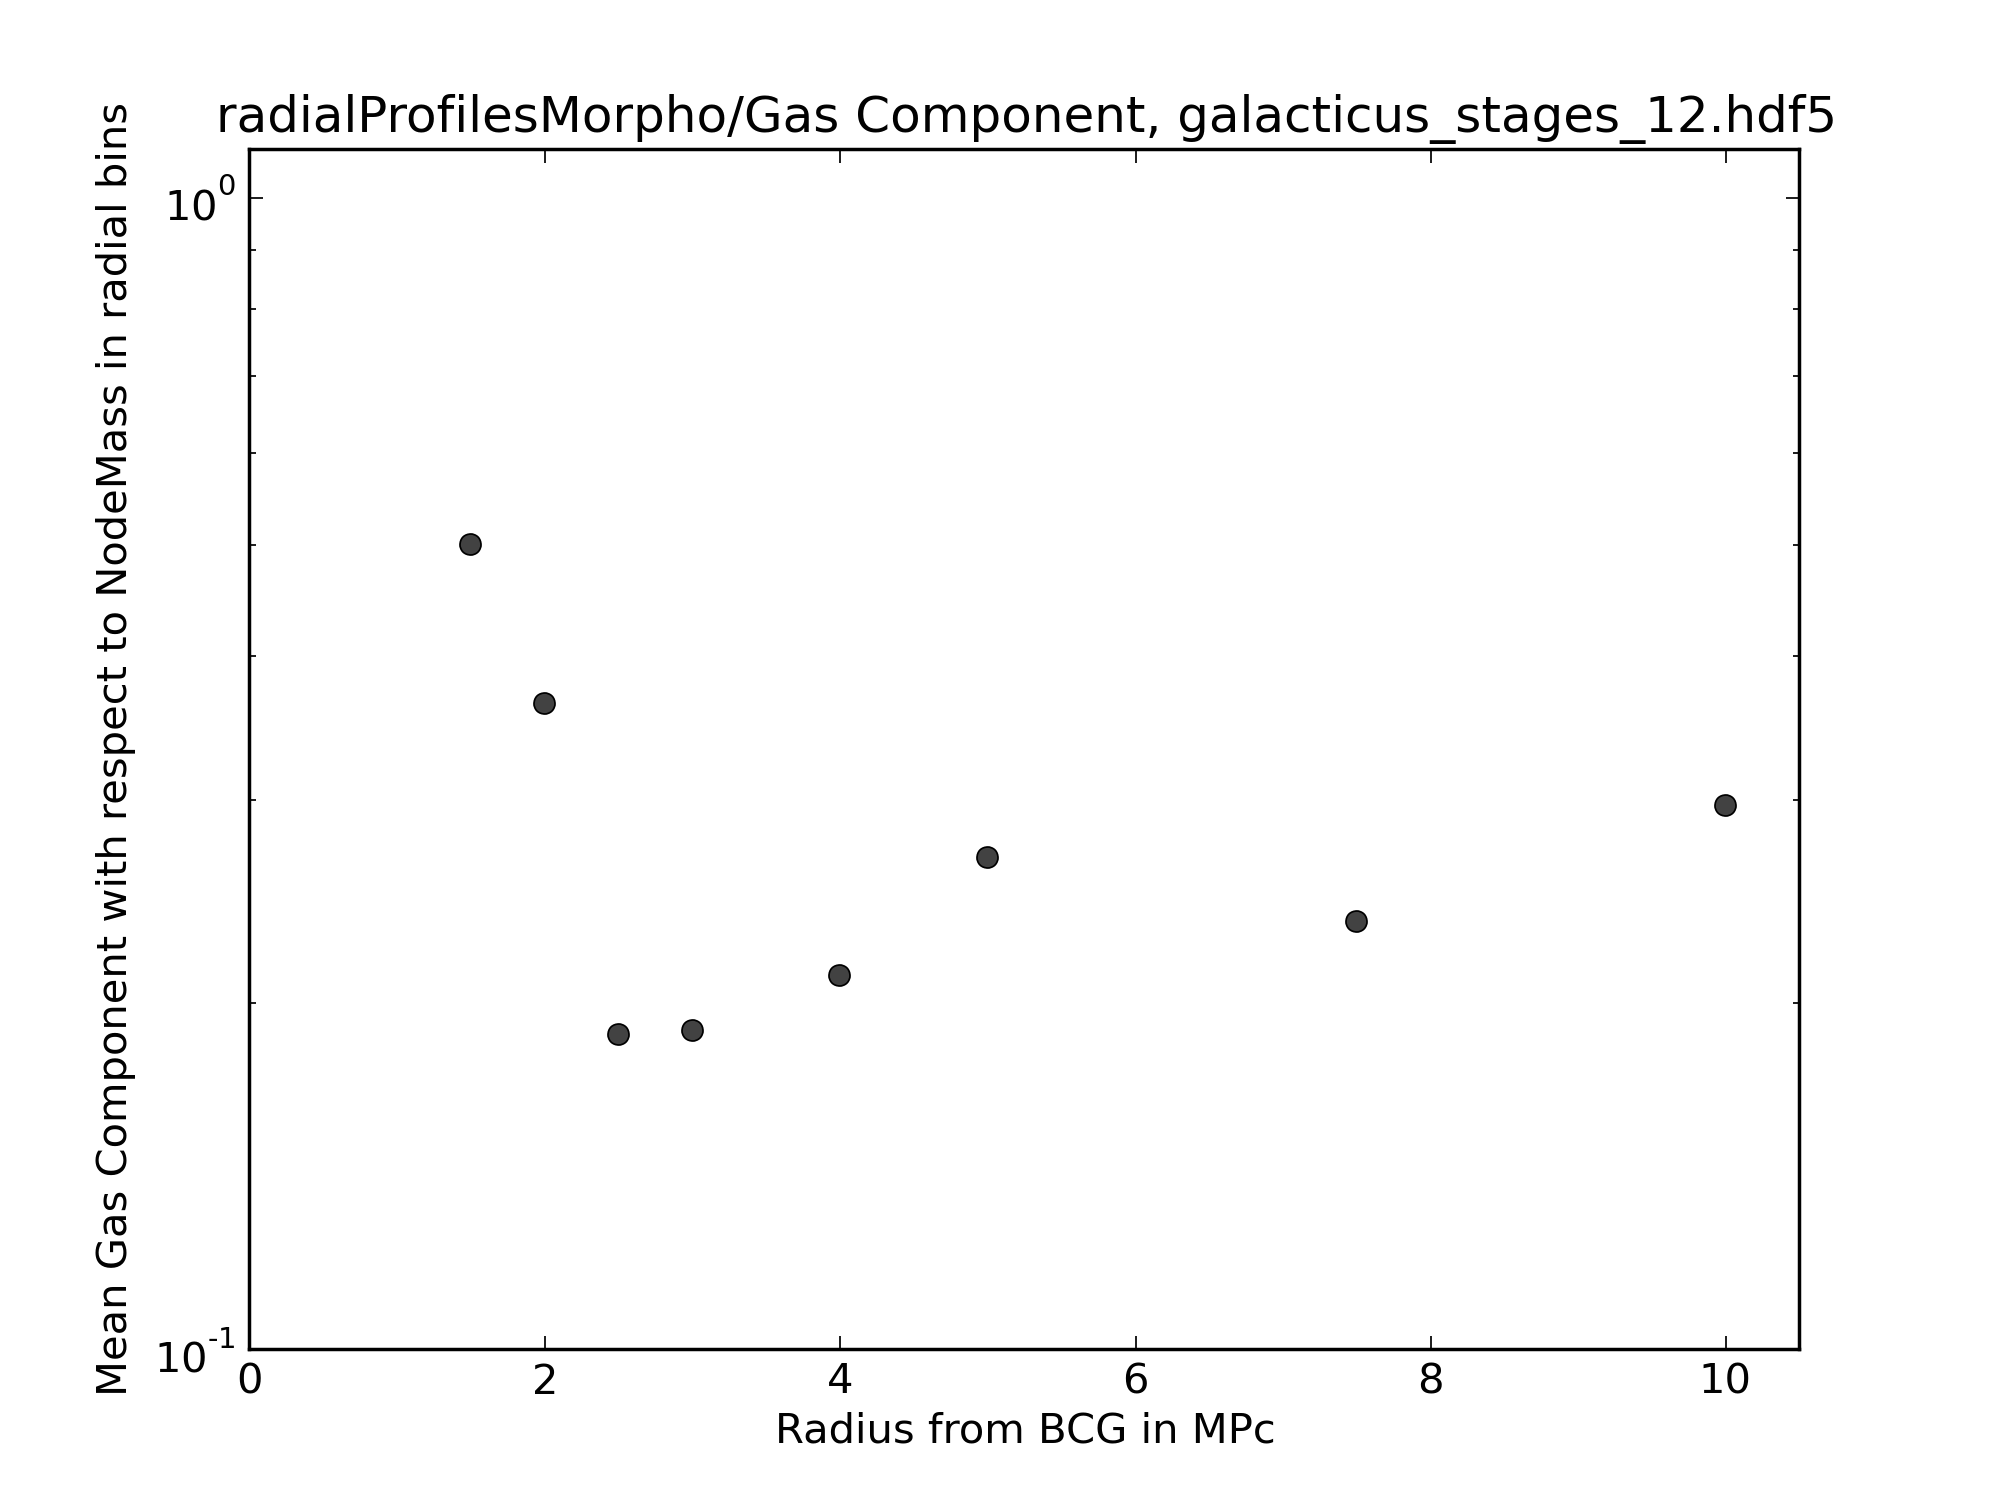 radialProfilesMorpho/Gas Component, galacticus_stages_12.hdf5
Mean Gas Component with respect to NodeMass in radial bins
10^0
10^-1
0 2 4 6 8 10
Radius from BCG in MPc